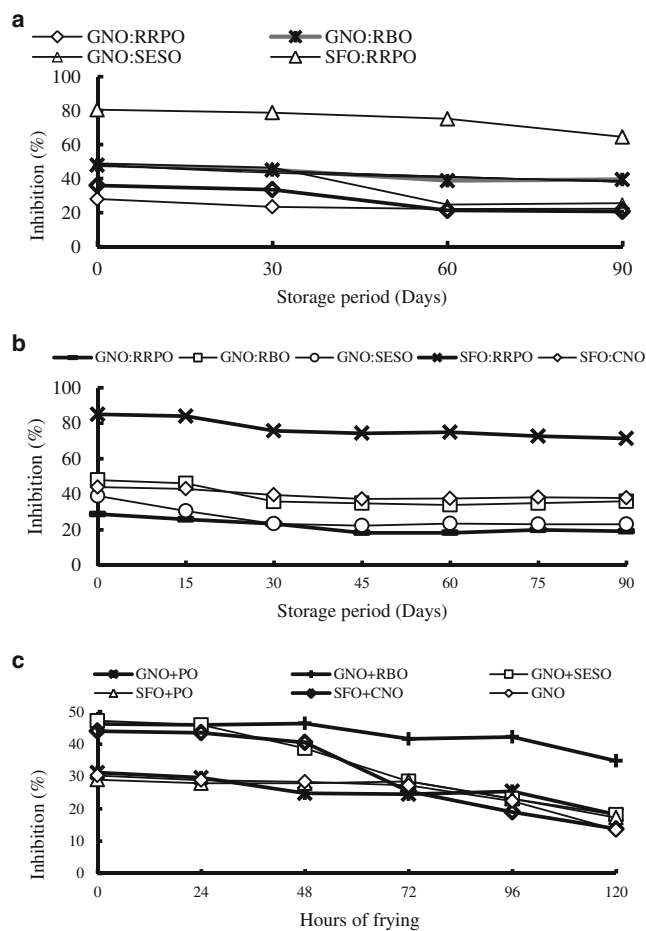 a
GNO:RRPO GNO:RBO
GNO:SESO SFO:RRPO
100
80
60
40
20
0
Inhibition (%)
0 30 60 90
Storage period (Days)
b
GNO:RRPO GNO:RBO GNO:SESO SFO:RRPO SFO:CNO
100
80
60
40
20
0
Inhibition (%)
0 15 30 45 60 75 90
Storage period (Days)
c
GNO+PO GNO+RBO GNO+SESO
SFO+PO SFO+CNO GNO
50
40
30
20
10
0
Inhibition (%)
0 24 48 72 96 120
Hours of frying